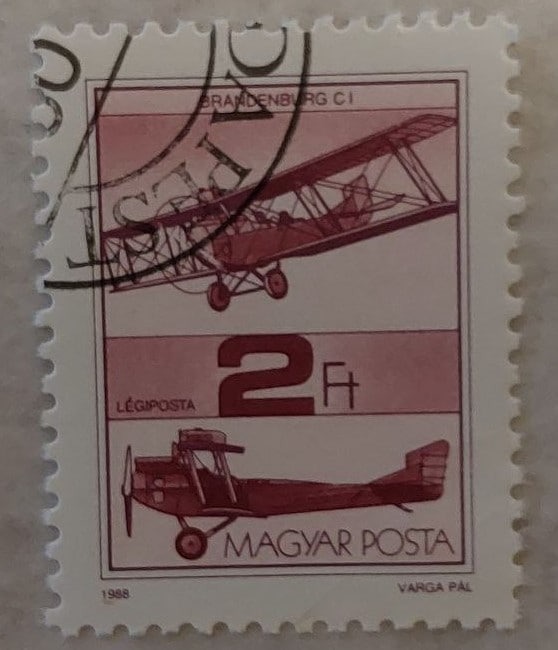 BRANDENBURG C I
LÉGIPOSTA
2 Ft
MAGYAR POSTA
1988
VARGA PÁL